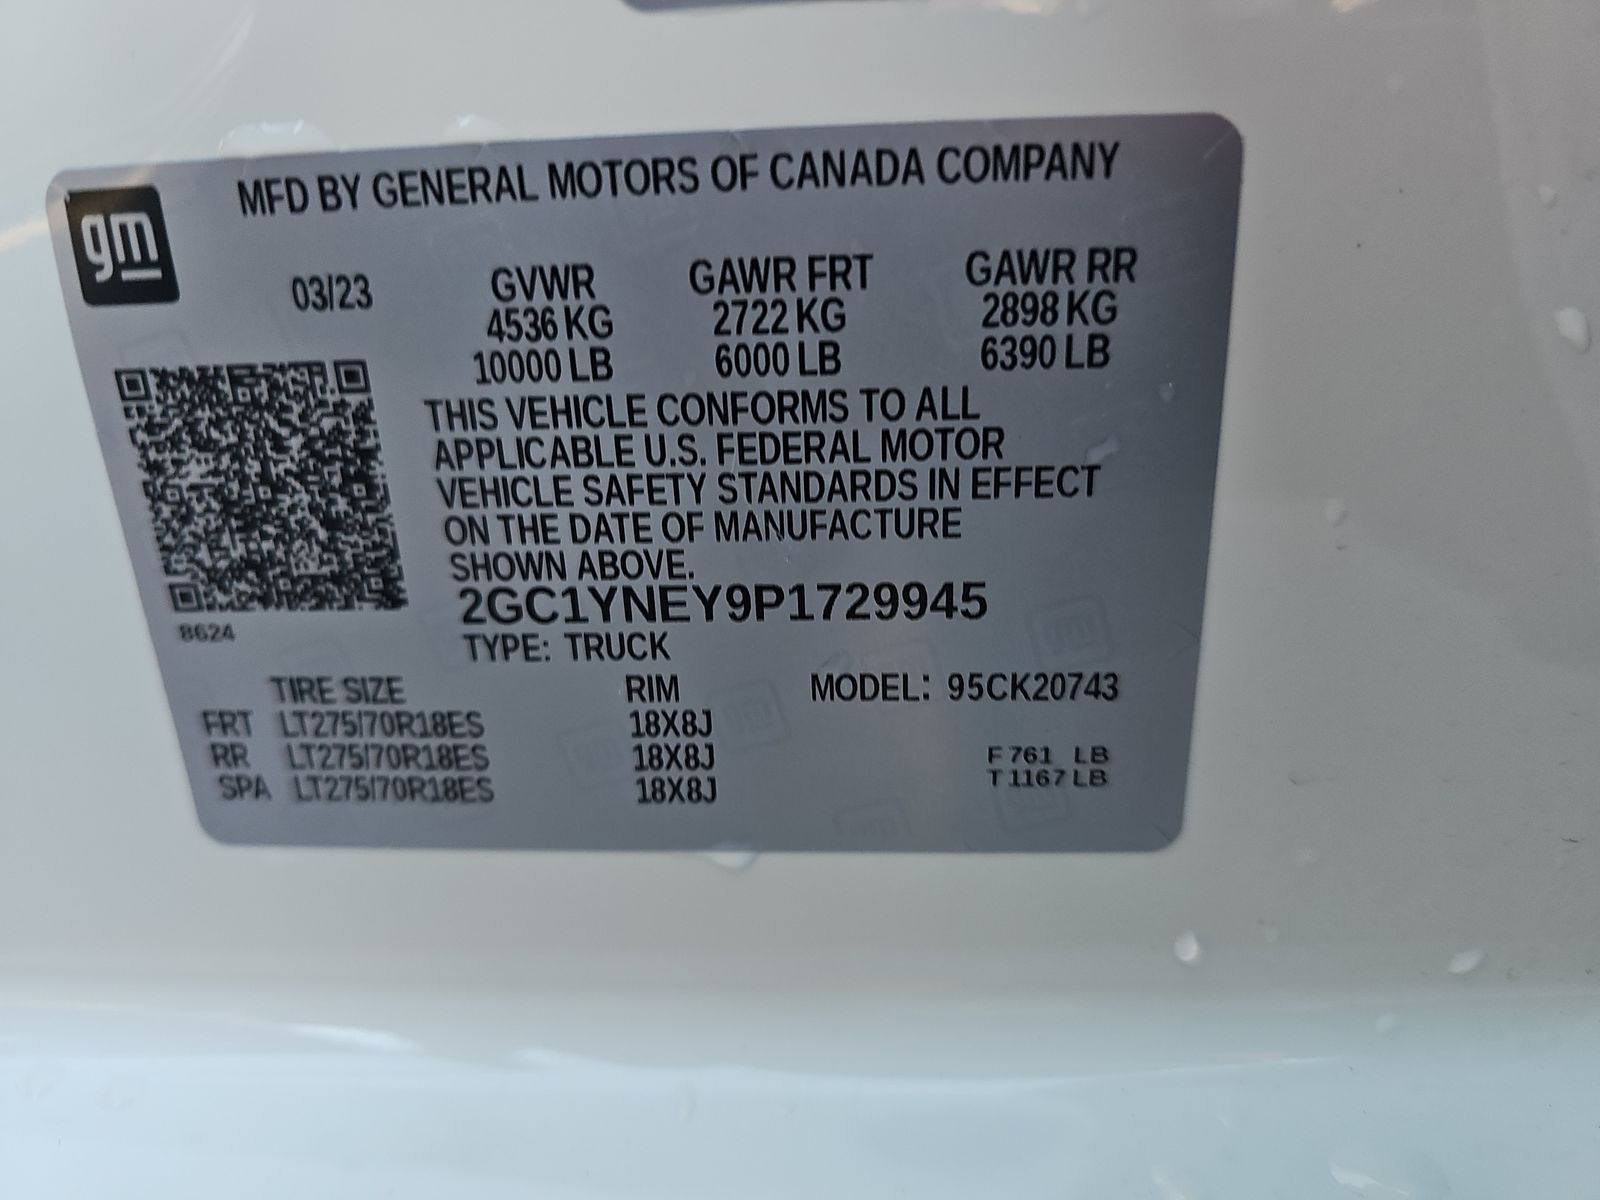 gm
MFD BY GENERAL MOTORS OF CANADA COMPANY
03/23 GVWR GAWR FRT GAWR RR
4536 KG 2722 KG 2898 KG
10000 LB 6000 LB 6390 LB
THIS VEHICLE CONFORMS TO ALL
APPLICABLE U.S. FEDERAL MOTOR
VEHICLE SAFETY STANDARDS IN EFFECT
ON THE DATE OF MANUFACTURE
SHOWN ABOVE.
2GC1YNEY9P1729945
8624
TYPE: TRUCK
TIRE SIZE RIM MODEL: 95CK20743
FRT LT275/70R18ES 18X8J
RR LT275/70R18ES 18X8J F 761 LB
SPA LT275/70R18ES 18X8J T 1167 LB